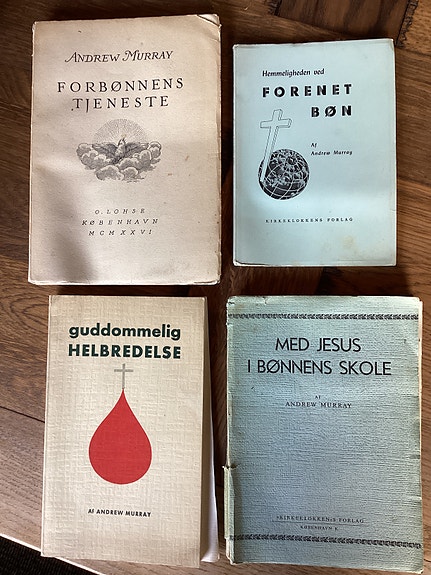 ANDREW MURRAY
FORBØNNENS
TJENESTE
O. LOHSE
KØBENHAVN
MCMXXVI
Hemmeligheden ved
FORENET
BØN
Af
Andrew Murray
KIRKEKLOKKENS FORLAG
guddommelig
HELBREDELSE
AF ANDREW MURRAY
MED JESUS
I BØNNENS SKOLE
AF
ANDREW MURRAY
»KIRKEKLOKKEN«S FORLAG
KØBENHAVN K.